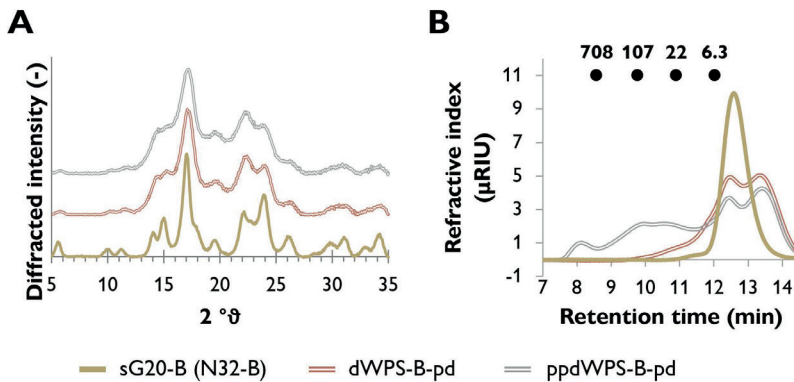 A
Diffracted intensity (-)
5 10 15 20 25 30 35
2 °ϑ
B
708 107 22 6.3
Refractive index
(µRIU)
11
9
7
5
3
1
-1
7 8 9 10 11 12 13 14
Retention time (min)
sG20-B (N32-B) dWPS-B-pd ppdWPS-B-pd